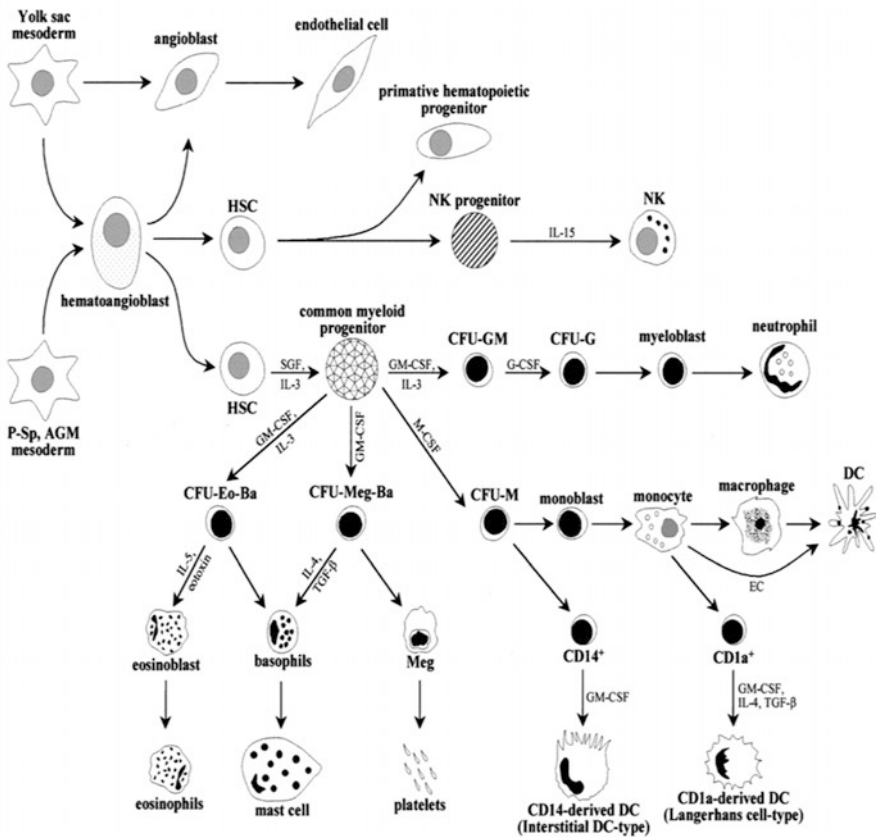 Yolk sac
mesoderm
angioblast
endothelial cell
primative hematopoietic
progenitor
HSC
NK progenitor
NK
IL-15
hematoangioblast
common myeloid
progenitor
CFU-GM
CFU-G
myeloblast
neutrophil
SGF,
IL-3
GM-CSF,
IL-3
G-CSF
HSC
P-Sp, AGM
mesoderm
GM-CSF,
IL-3
GM-CSF
M-CSF
CFU-Eo-Ba
CFU-Meg-Ba
CFU-M
monoblast
monocyte
macrophage
DC
IL-5,
eotoxin
IL-4,
TGF-β
EC
eosinoblast
basophils
Meg
CD14+
CD1a+
GM-CSF
GM-CSF,
IL-4, TGF-β
eosinophils
mast cell
platelets
CD14-derived DC
(Interstitial DC-type)
CD1a-derived DC
(Langerhans cell-type)